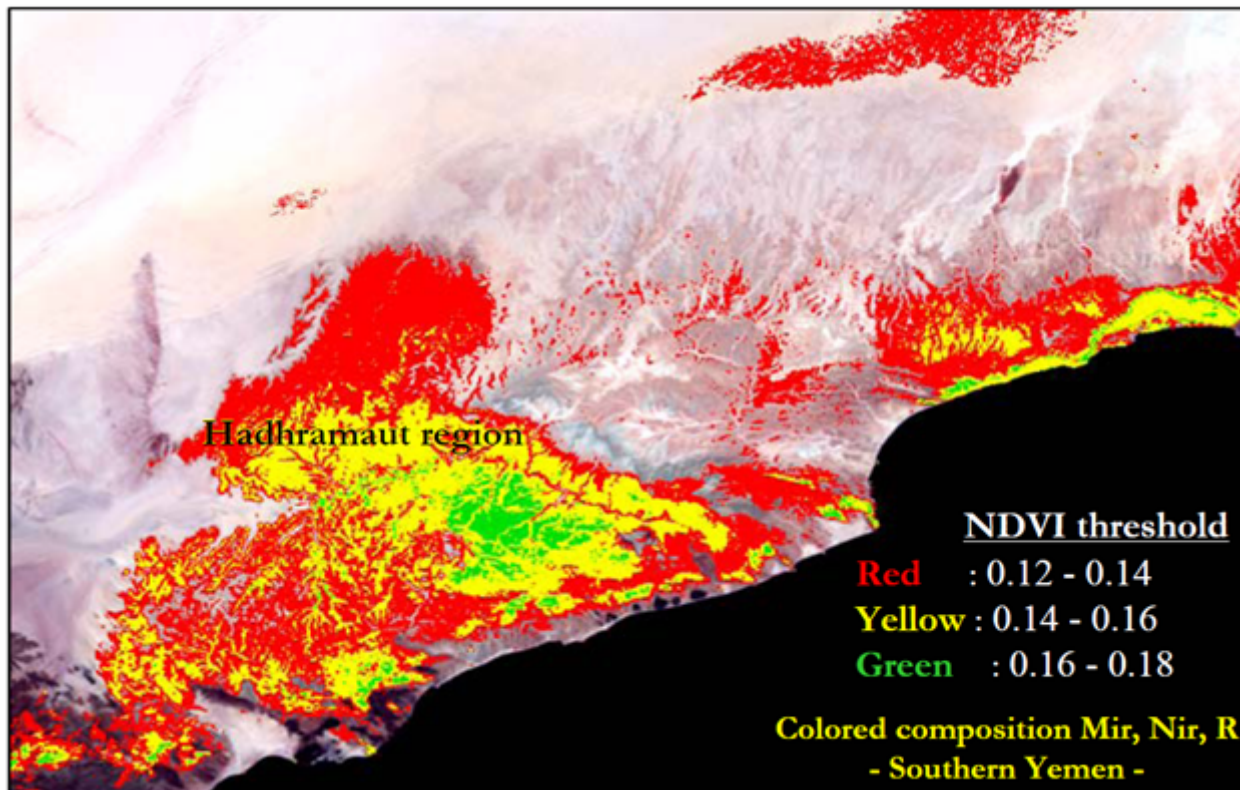 Hadhramaut region
NDVI threshold
Red : 0.12 - 0.14
Yellow : 0.14 - 0.16
Green : 0.16 - 0.18
Colored composition Mir, Nir, R
- Southern Yemen -